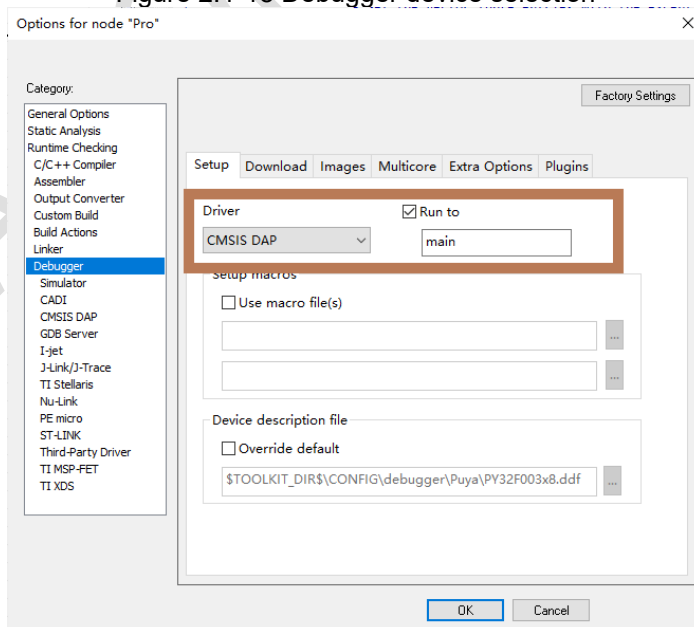 Options for node "Pro"
Category:
Factory Settings
General Options
Static Analysis
Runtime Checking
C/C++ Compiler
Assembler
Output Converter
Custom Build
Build Actions
Linker
Debugger
Simulator
CADI
CMSIS DAP
GDB Server
I-jet
J-Link/J-Trace
TI Stellaris
Nu-Link
PE micro
ST-LINK
Third-Party Driver
TI MSP-FET
TI XDS
Setup Download Images Multicore Extra Options Plugins
Driver
Run to
CMSIS DAP
main
Setup macros
Use macro file(s)
...
...
Device description file
Override default
$TOOLKIT_DIR$\CONFIG\debugger\Puya\PY32F003x8.ddf
...
OK Cancel